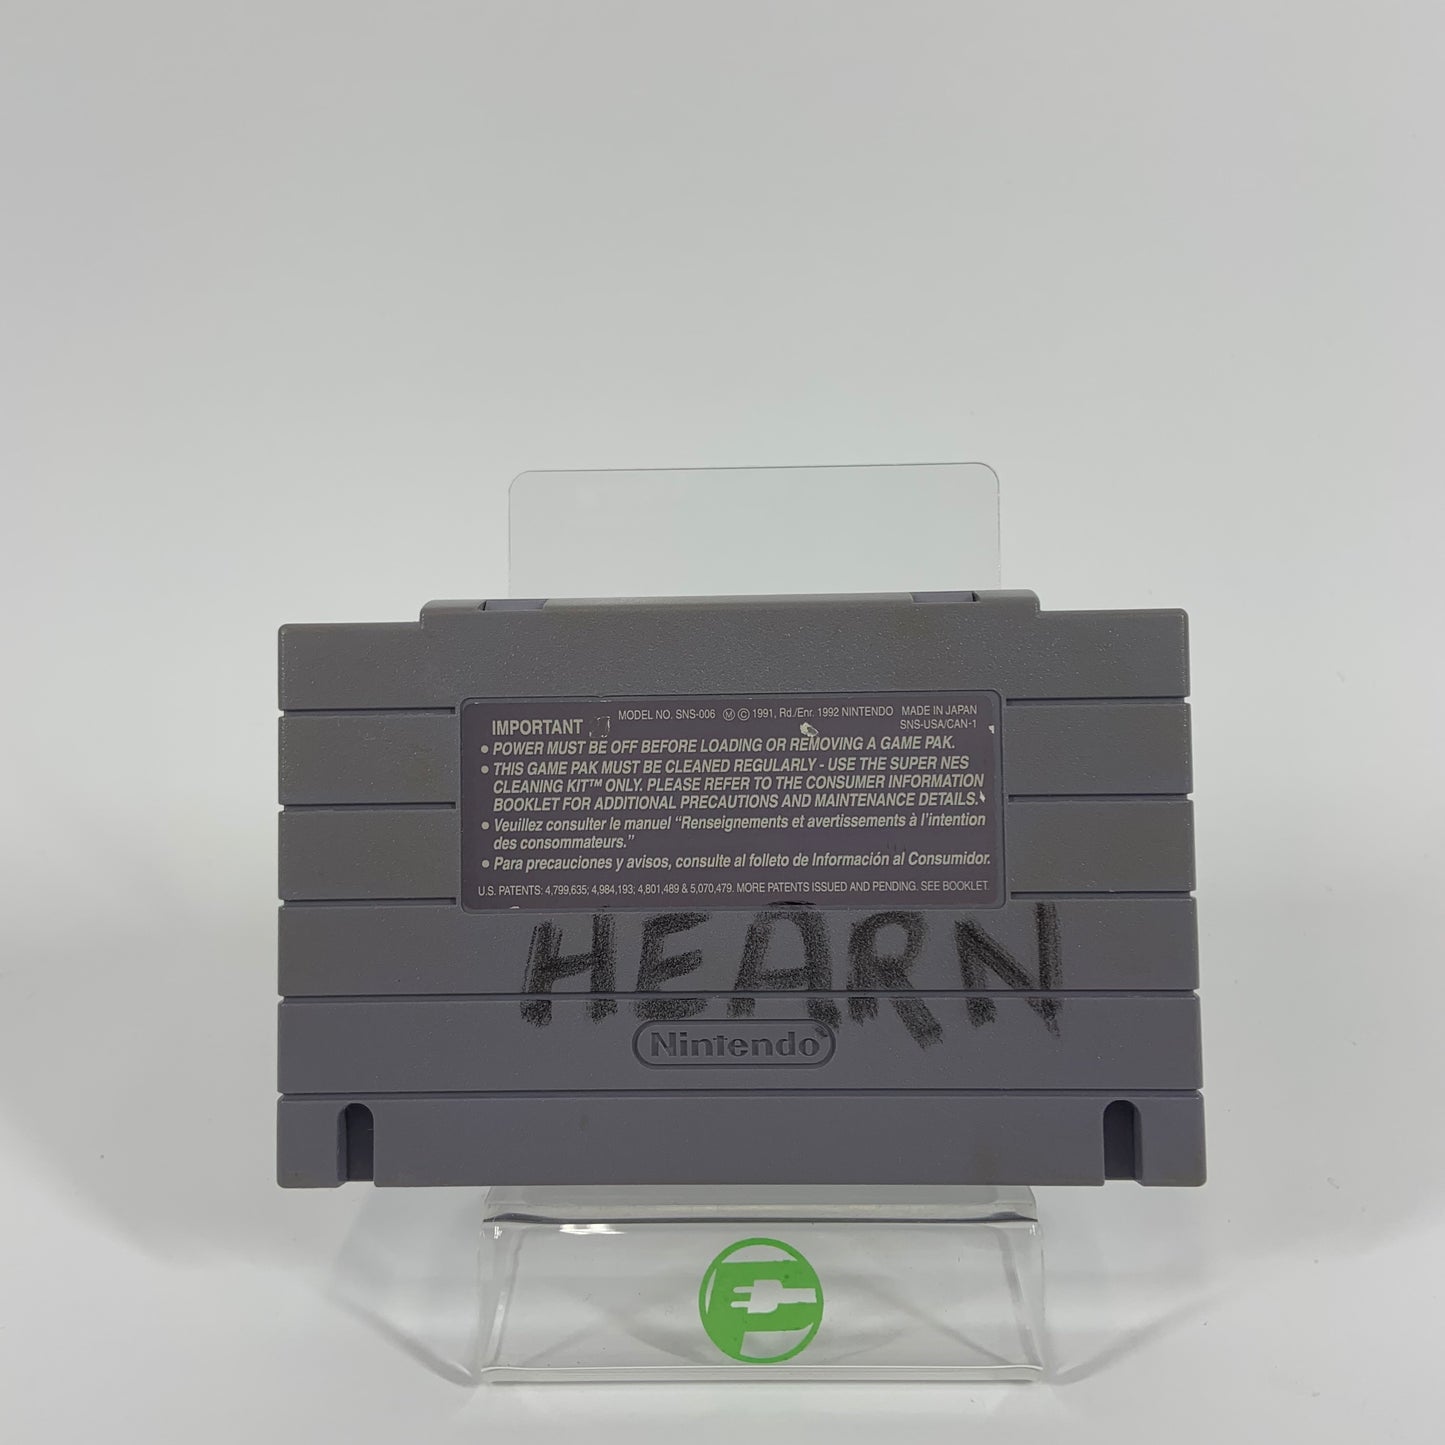 IMPORTANT MODEL NO. SNS-006 Ⓜ © 1991, Rd./Enr. 1992 NINTENDO MADE IN JAPAN
SNS-USA/CAN-1
• POWER MUST BE OFF BEFORE LOADING OR REMOVING A GAME PAK.
• THIS GAME PAK MUST BE CLEANED REGULARLY - USE THE SUPER NES
CLEANING KIT™ ONLY. PLEASE REFER TO THE CONSUMER INFORMATION
BOOKLET FOR ADDITIONAL PRECAUTIONS AND MAINTENANCE DETAILS.
• Veuillez consulter le manuel “Renseignements et avertissements à l’intention
des consommateurs.”
• Para precauciones y avisos, consulte al folleto de Información al Consumidor.
U.S. PATENTS: 4,799,635; 4,984,193; 4,801,489 & 5,070,479. MORE PATENTS ISSUED AND PENDING. SEE BOOKLET.
HEARN
Nintendo